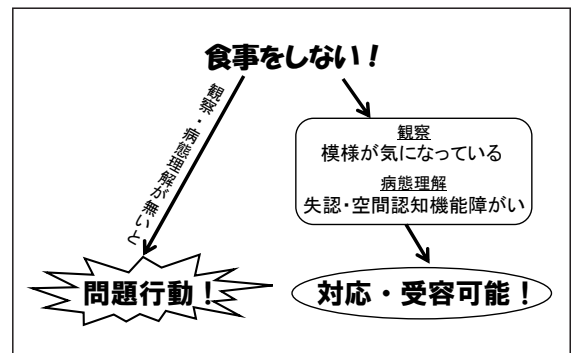 食事をしない！
観察・病態理解が無いと
観察
模様が気になっている
病態理解
失認・空間認知機能障がい
問題行動！
対応・受容可能！